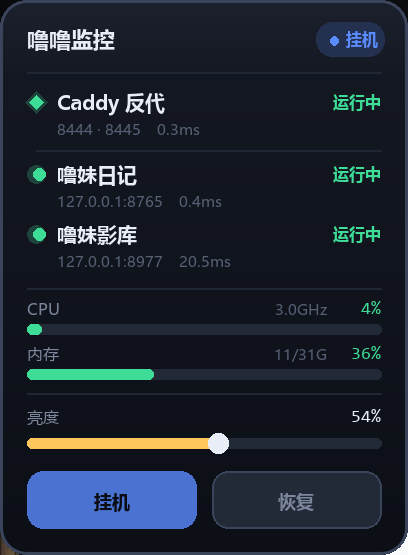 噜噜监控 挂机
Caddy 反代 运行中
8444 · 8445 0.3ms
噜妹日记 运行中
127.0.0.1:8765 0.4ms
噜妹影库 运行中
127.0.0.1:8977 20.5ms
CPU 3.0GHz 4%
内存 11/31G 36%
亮度 54%
挂机 恢复